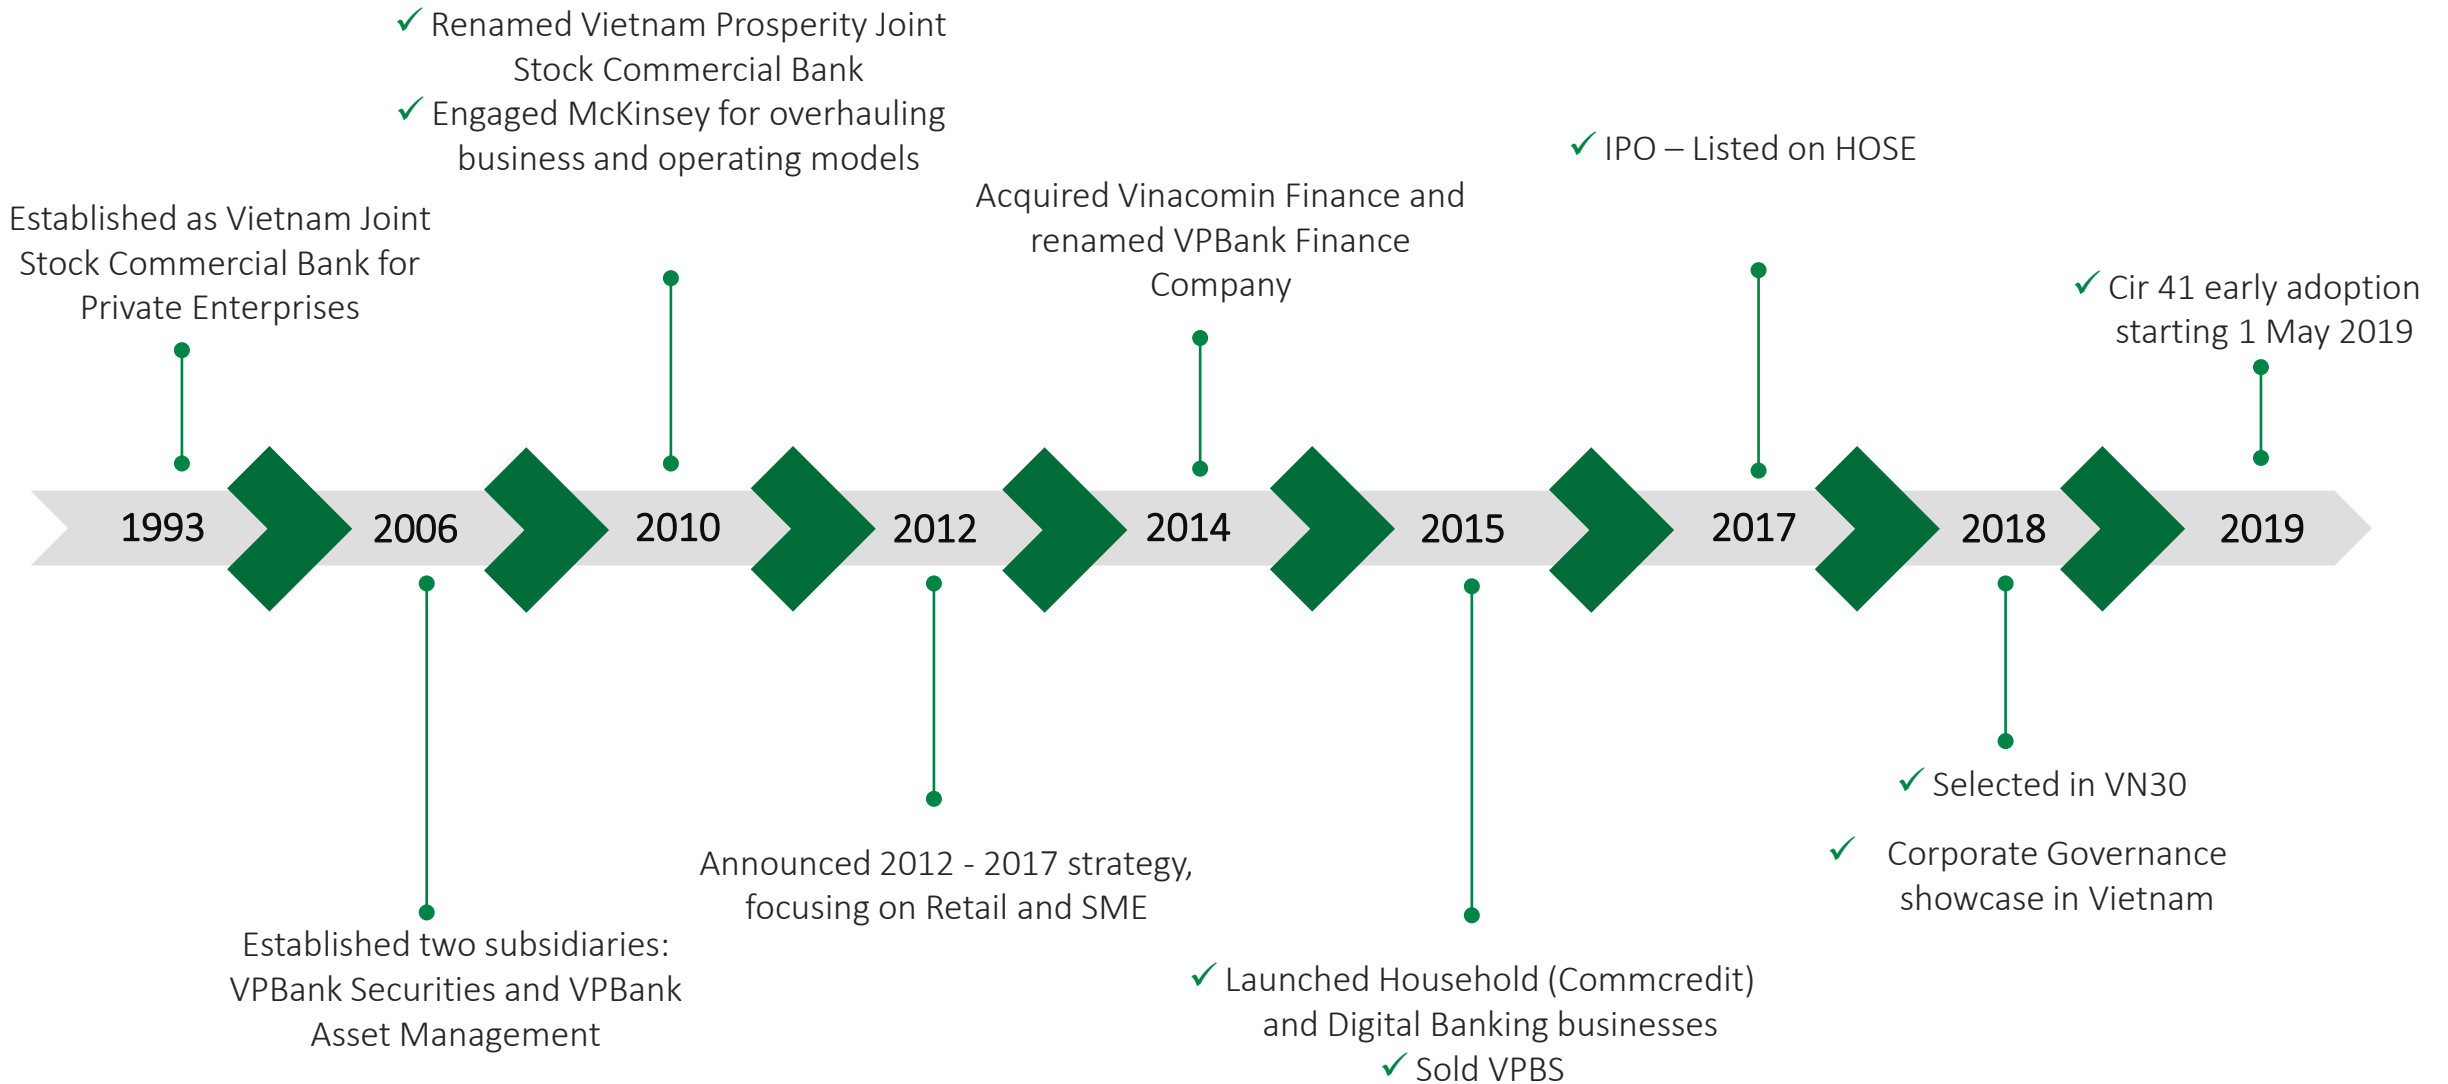 Renamed Vietnam Prosperity Joint
Stock Commercial Bank
Engaged McKinsey for overhauling
business and operating models
IPO – Listed on HOSE
Acquired Vinacomin Finance and
renamed VPBank Finance
Company
Established as Vietnam Joint
Stock Commercial Bank for
Private Enterprises
Cir 41 early adoption
starting 1 May 2019
1993
2006
2010
2012
2014
2015
2017
2018
2019
Selected in VN30
Corporate Governance
showcase in Vietnam
Announced 2012 - 2017 strategy,
focusing on Retail and SME
Established two subsidiaries:
VPBank Securities and VPBank
Asset Management
Launched Household (Commcredit)
and Digital Banking businesses
Sold VPBS